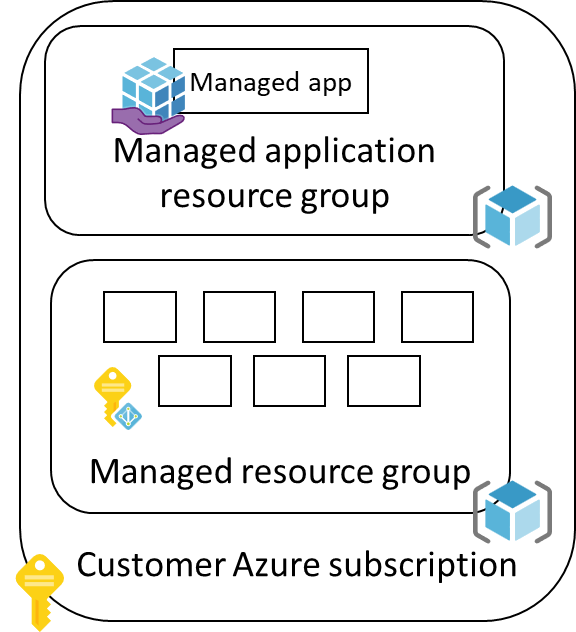 Managed app
Managed application
resource group
Managed resource group
Customer Azure subscription